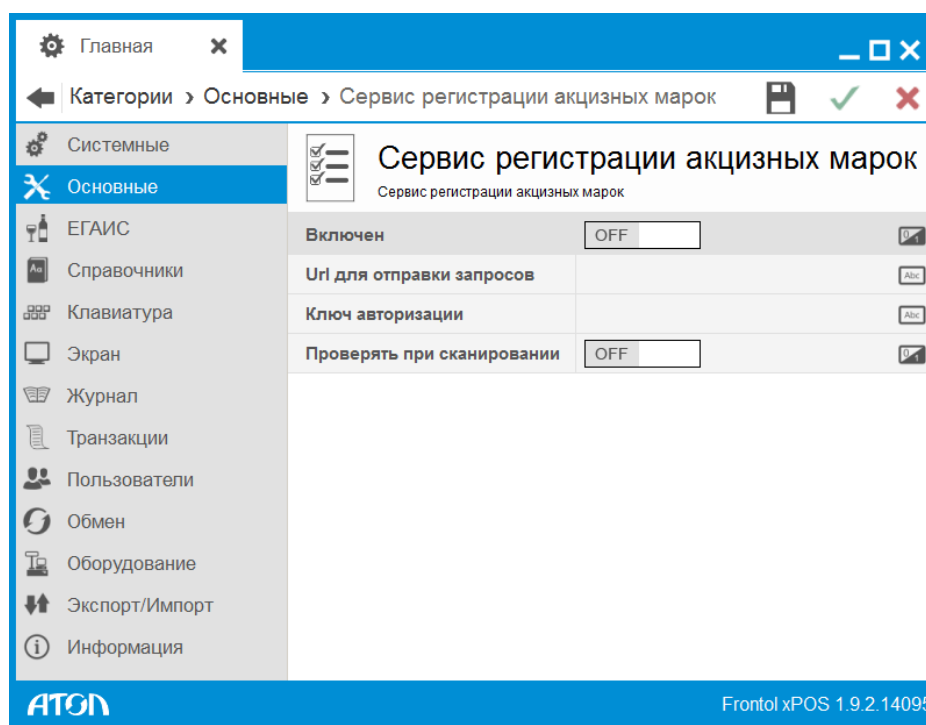 Главная
Категории › Основные › Сервис регистрации акцизных марок
Системные
Основные
ЕГАИС
Справочники
Клавиатура
Экран
Журнал
Транзакции
Пользователи
Обмен
Оборудование
Экспорт/Импорт
Информация
Сервис регистрации акцизных марок
Сервис регистрации акцизных марок
Включен OFF
Url для отправки запросов Abc
Ключ авторизации Abc
Проверять при сканировании OFF
АТОЛ
Frontol xPOS 1.9.2.14095